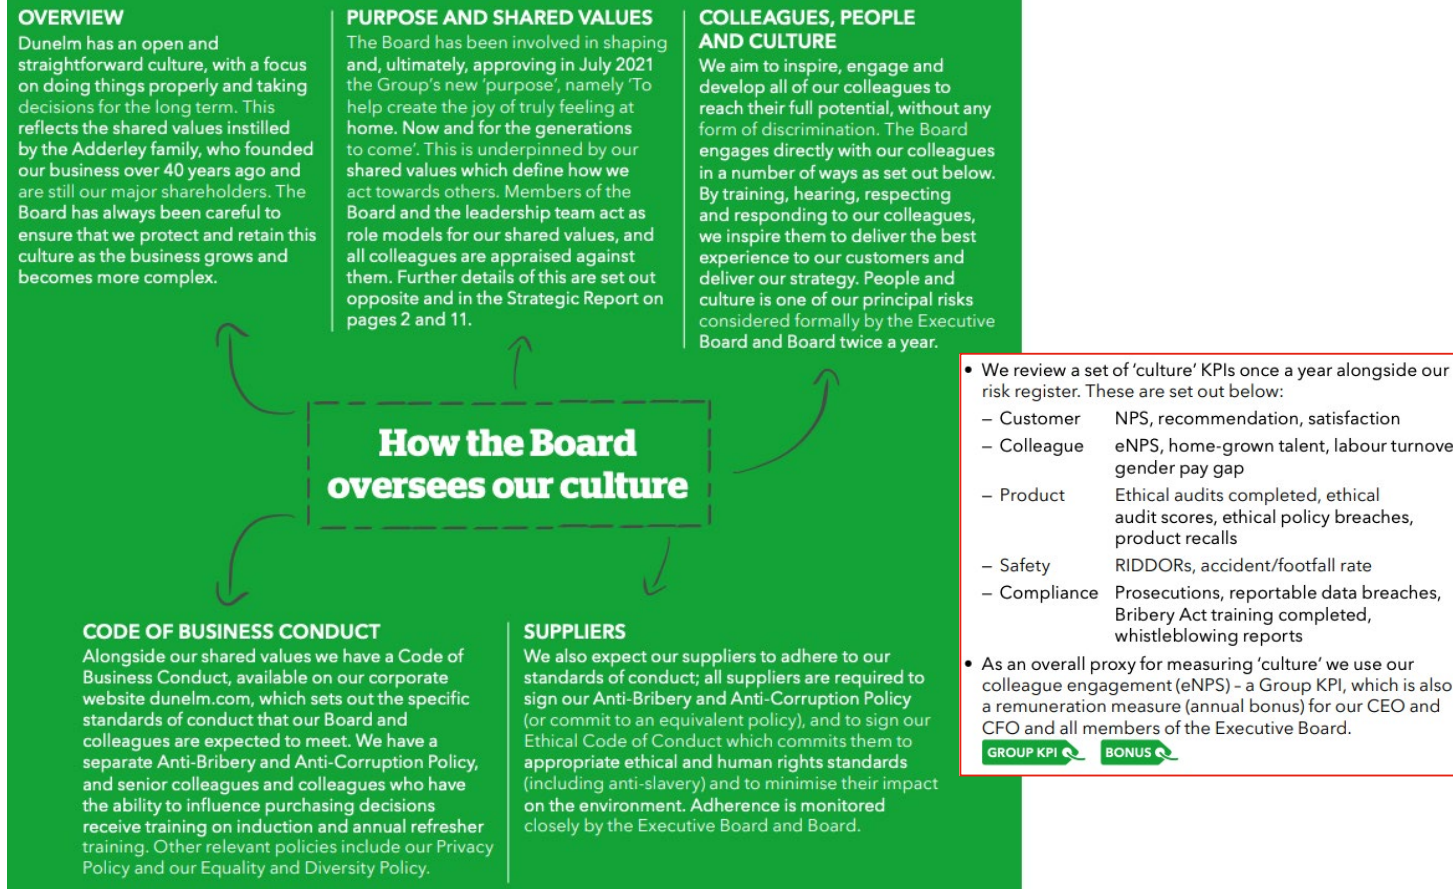 OVERVIEW
Dunelm has an open and
straightforward culture, with a focus
on doing things properly and taking
decisions for the long term. This
reflects the shared values instilled
by the Adderley family, who founded
our business over 40 years ago and
are still our major shareholders. The
Board has always been careful to
ensure that we protect and retain this
culture as the business grows and
becomes more complex.
PURPOSE AND SHARED VALUES
The Board has been involved in shaping
and, ultimately, approving in July 2021
the Group's new 'purpose', namely 'To
help create the joy of truly feeling at
home. Now and for the generations
to come'. This is underpinned by our
shared values which define how we
act towards others. Members of the
Board and the leadership team act as
role models for our shared values, and
all colleagues are appraised against
them. Further details of this are set out
opposite and in the Strategic Report on
pages 2 and 11.
COLLEAGUES, PEOPLE
AND CULTURE
We aim to inspire, engage and
develop all of our colleagues to
reach their full potential, without any
form of discrimination. The Board
engages directly with our colleagues
in a number of ways as set out below.
By training, hearing, respecting
and responding to our colleagues,
we inspire them to deliver the best
experience to our customers and
deliver our strategy. People and
culture is one of our principal risks
considered formally by the Executive
Board and Board twice a year.
How the Board
oversees our culture
• We review a set of 'culture' KPIs once a year alongside our
risk register. These are set out below:
– Customer NPS, recommendation, satisfaction
– Colleague eNPS, home-grown talent, labour turnove
gender pay gap
– Product Ethical audits completed, ethical
audit scores, ethical policy breaches,
product recalls
– Safety RIDDORs, accident/footfall rate
– Compliance Prosecutions, reportable data breaches,
Bribery Act training completed,
whistleblowing reports
• As an overall proxy for measuring 'culture' we use our
colleague engagement (eNPS) – a Group KPI, which is also
a remuneration measure (annual bonus) for our CEO and
CFO and all members of the Executive Board.
GROUP KPI BONUS
CODE OF BUSINESS CONDUCT
Alongside our shared values we have a Code of
Business Conduct, available on our corporate
website dunelm.com, which sets out the specific
standards of conduct that our Board and
colleagues are expected to meet. We have a
separate Anti-Bribery and Anti-Corruption Policy,
and senior colleagues and colleagues who have
the ability to influence purchasing decisions
receive training on induction and annual refresher
training. Other relevant policies include our Privacy
Policy and our Equality and Diversity Policy.
SUPPLIERS
We also expect our suppliers to adhere to our
standards of conduct; all suppliers are required to
sign our Anti-Bribery and Anti-Corruption Policy
(or commit to an equivalent policy), and to sign our
Ethical Code of Conduct which commits them to
appropriate ethical and human rights standards
(including anti-slavery) and to minimise their impact
on the environment. Adherence is monitored
closely by the Executive Board and Board.